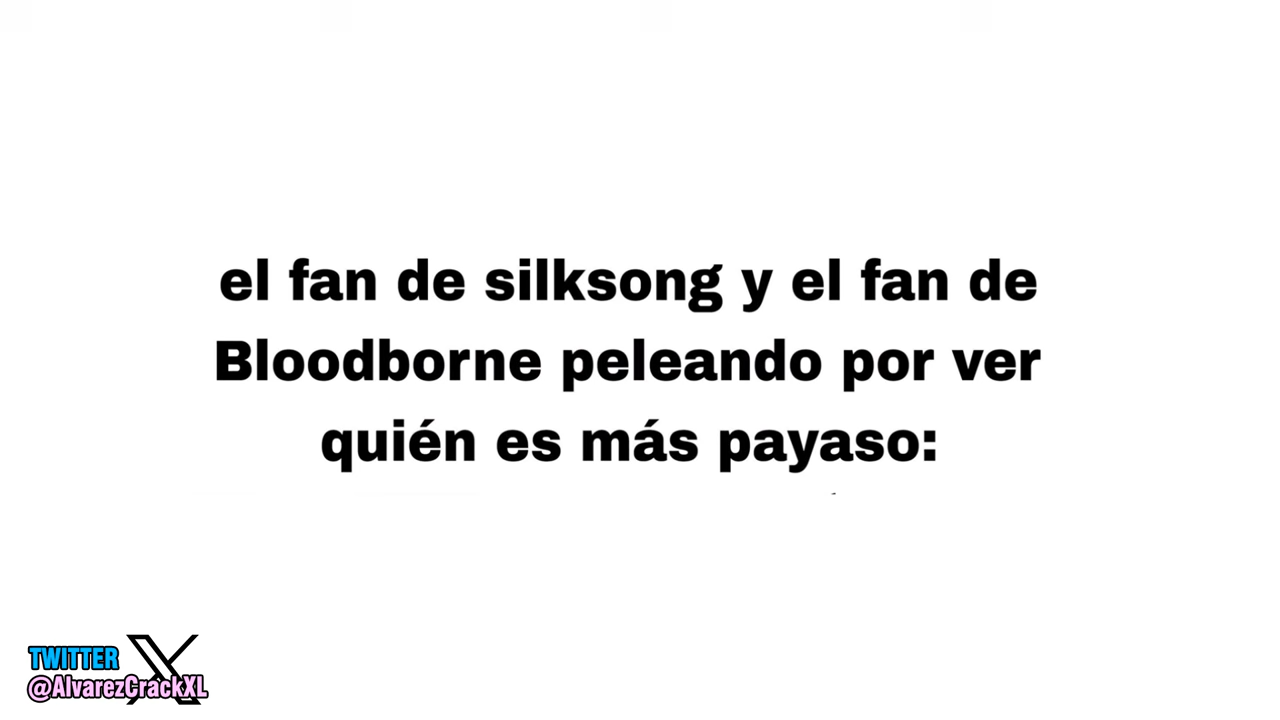 el fan de silksong y el fan de
Bloodborne peleando por ver
quién es más payaso:
TWITTER X
@AlvarezCrackXL